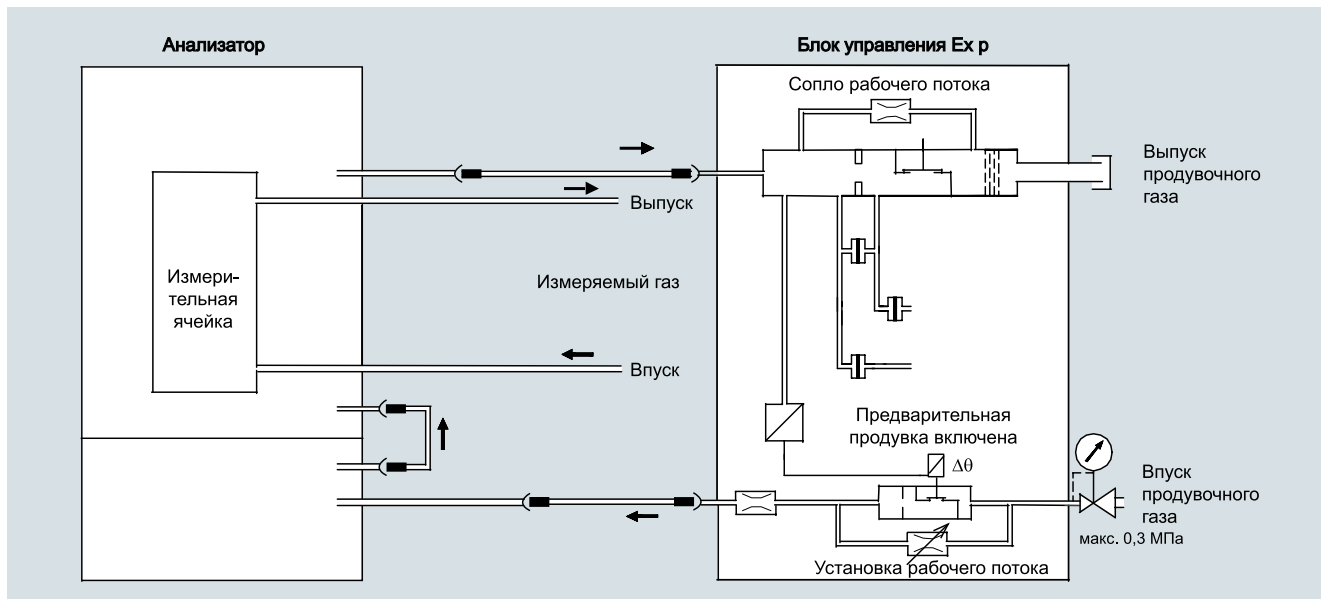 Анализатор
Блок управления Ex p
Сопло рабочего потока
Выпуск
продувочного
газа
Выпуск
Измери-
тельная
ячейка
Измеряемый газ
Впуск
Предварительная
продувка включена
Δθ
Впуск
продувочного
газа
макс. 0,3 МПа
Установка рабочего потока